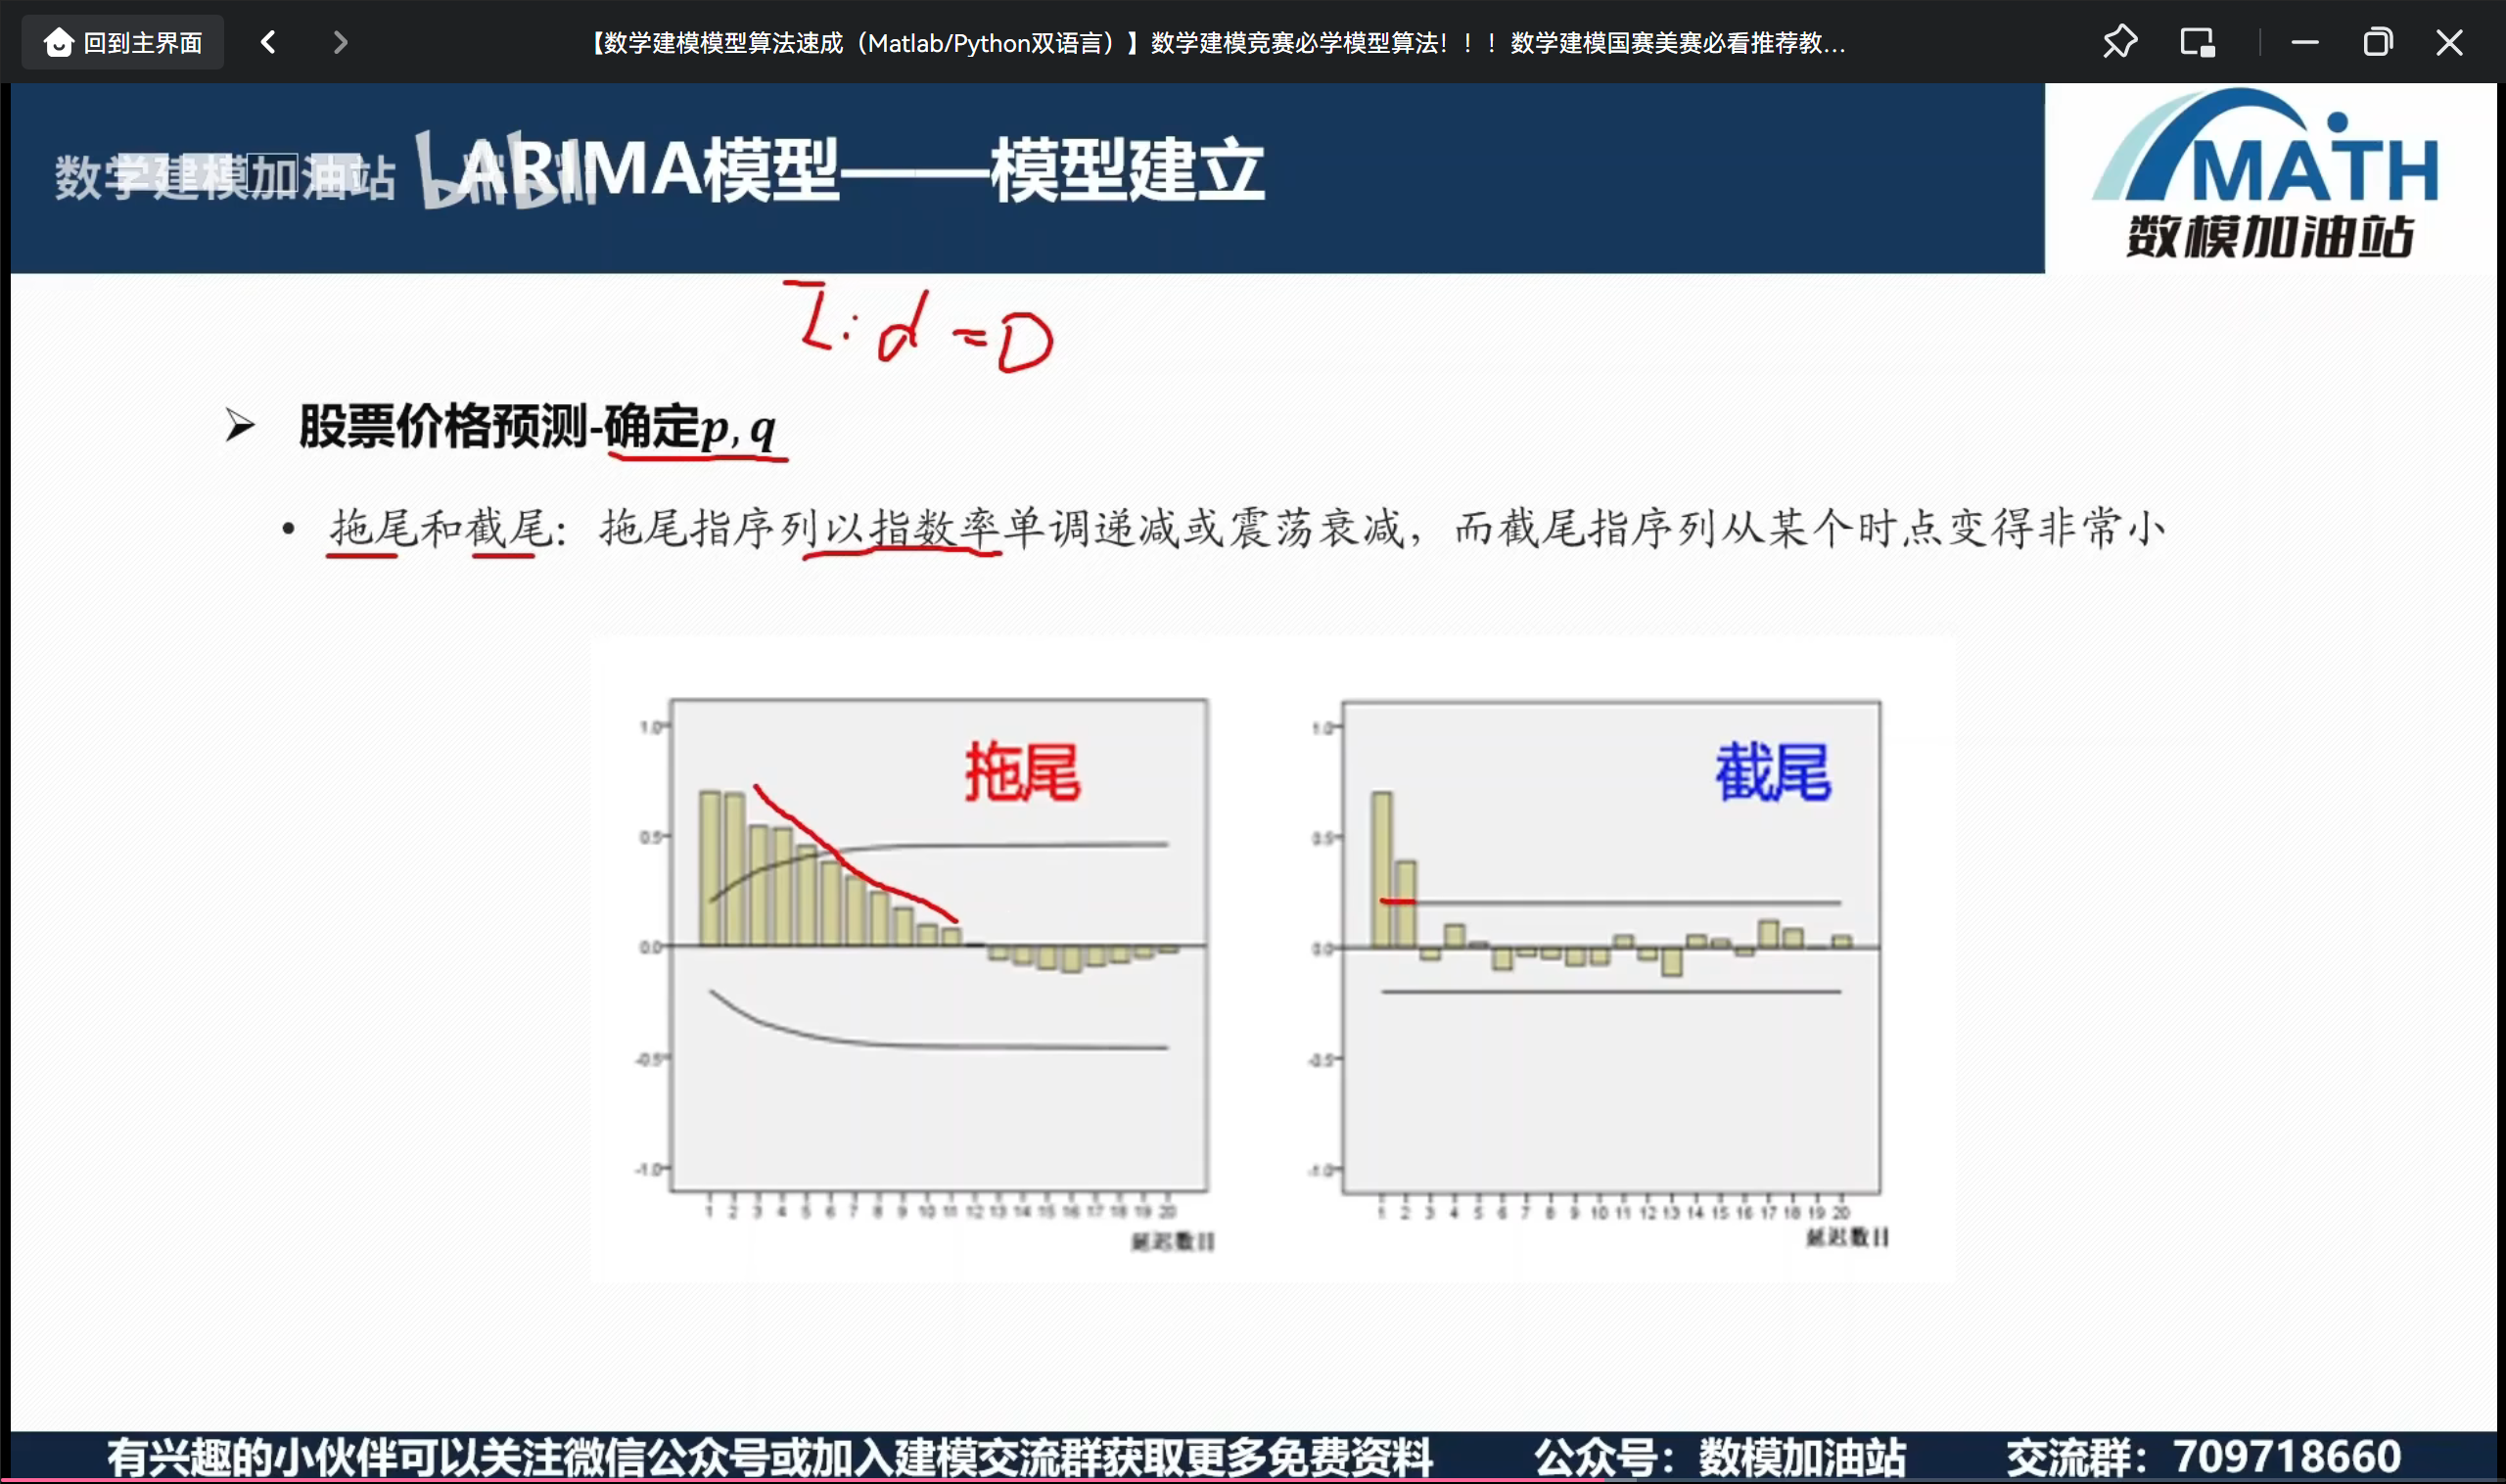 回到主界面
【数学建模模型算法速成（Matlab/Python双语言）】数学建模竞赛必学模型算法！！！数学建模国赛美赛必看推荐教...
数学建模加油站 bilibili
ARIMA模型——模型建立
MATH
数模加油站
I: d = D
➢ 股票价格预测-确定p, q
• 拖尾和截尾：拖尾指序列以指数率单调递减或震荡衰减，而截尾指序列从某个时点变得非常小
拖尾
1.0
0.5
0.0
-0.5
-1.0
1 2 3 4 5 6 7 8 9 10 11 12 13 14 15 16 17 18 19 20
延迟数目
截尾
1.0
0.5
0.0
-0.5
-1.0
1 2 3 4 5 6 7 8 9 10 11 12 13 14 15 16 17 18 19 20
延迟数目
有兴趣的小伙伴可以关注微信公众号或加入建模交流群获取更多免费资料 公众号：数模加油站 交流群：709718660